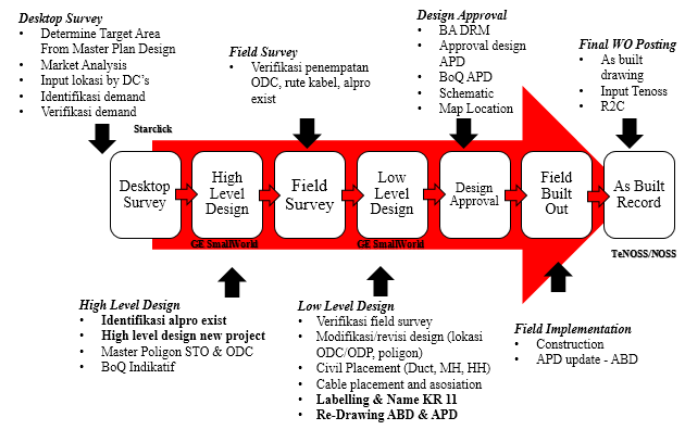 Desktop Survey
• Determine Target Area
From Master Plan Design
• Market Analysis
• Input lokasi by DC's
• Identifikasi demand
• Verifikasi demand
Field Survey
• Verifikasi penempatan
ODC, rute kabel, alpro
exist
Design Approval
• BA DRM
• Approval design
APD
• BoQ APD
• Schematic
• Map Location
Final WO Posting
• As built
drawing
• Input Tenoss
• R2C
Starclick
Desktop
Survey
High
Level
Design
Field
Survey
Low
Level
Design
Design
Approval
Field
Built
Out
As Built
Record
GE SmallWorld
GE SmallWorld
TeNOSS/NOSS
High Level Design
• Identifikasi alpro exist
• High level design new project
• Master Poligon STO & ODC
• BoQ Indikatif
Low Level Design
• Verifikasi field survey
• Modifikasi/revisi design (lokasi
ODC/ODP, poligon)
• Civil Placement (Duct, MH, HH)
• Cable placement and asosiation
• Labelling & Name KR 11
• Re-Drawing ABD & APD
Field Implementation
• Construction
• APD update - ABD